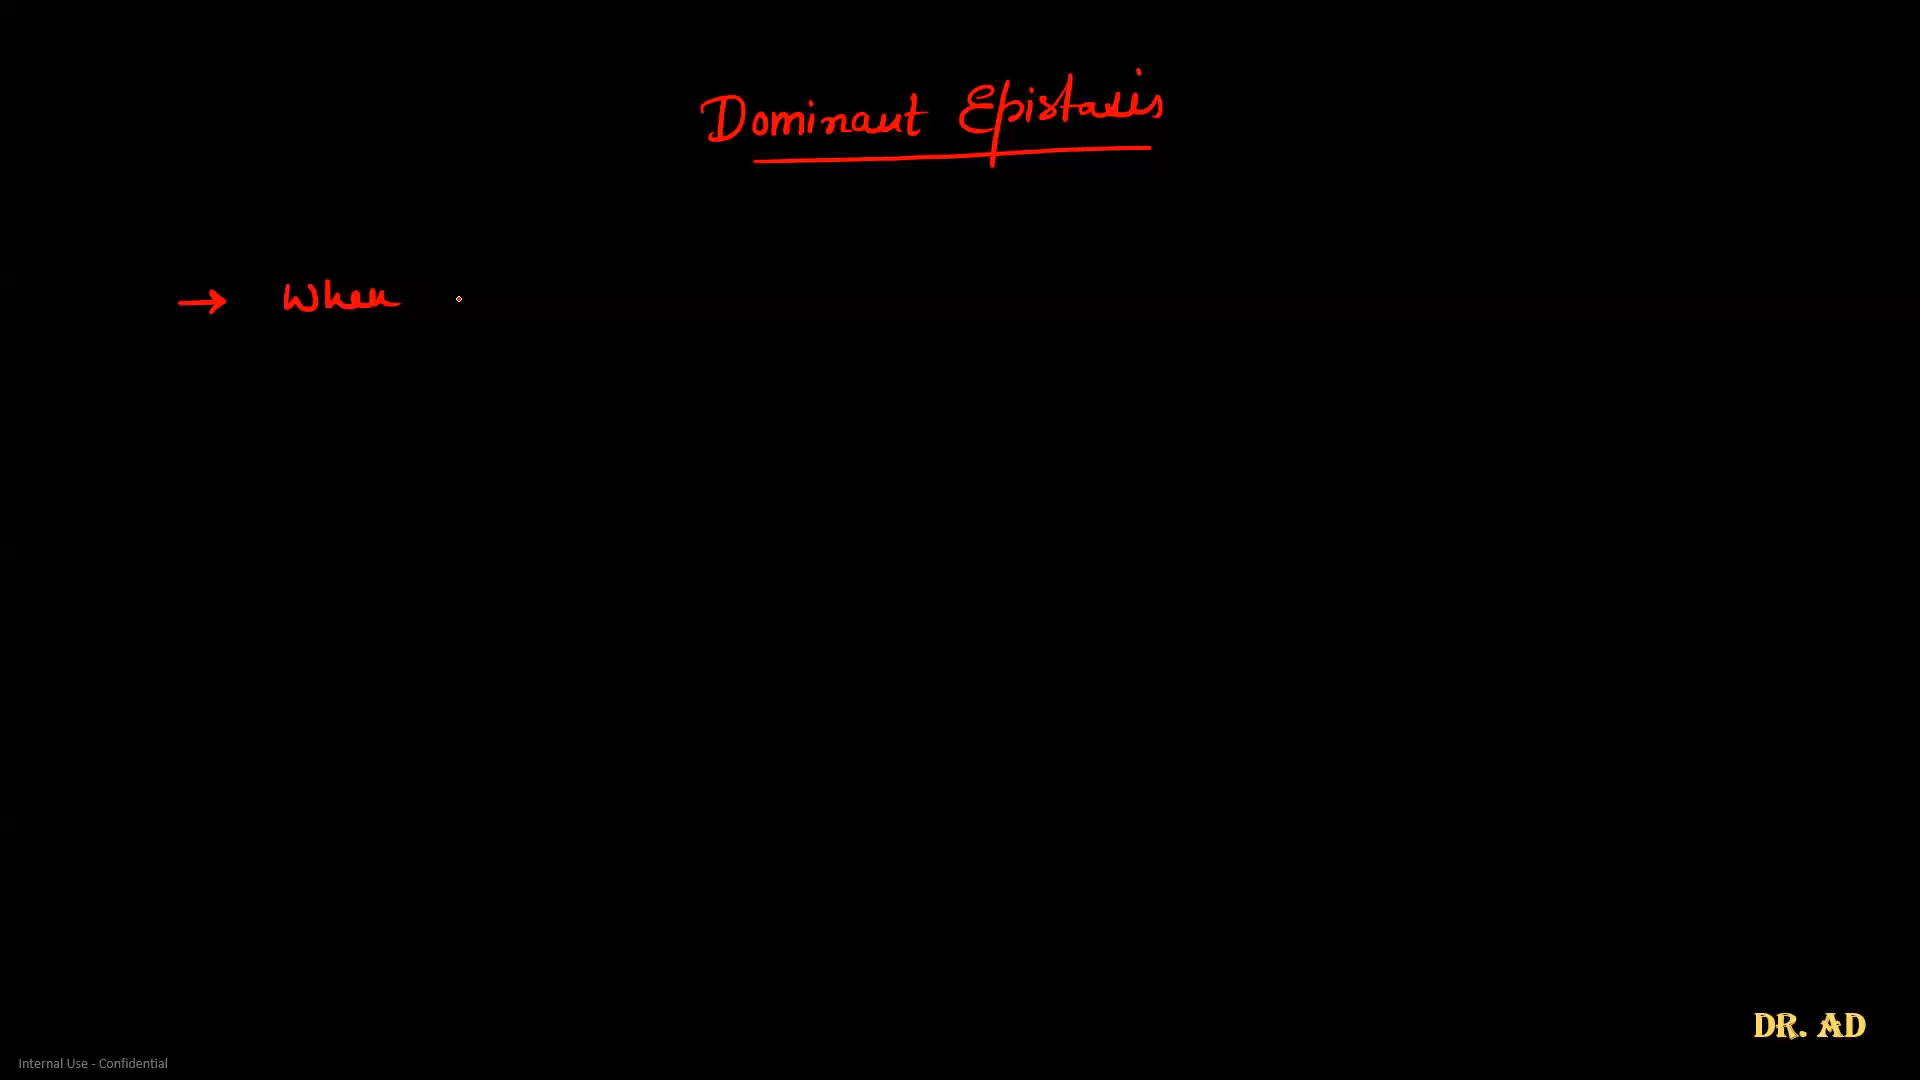 Dominant Epistasis
→ When
DR. AD
Internal Use - Confidential